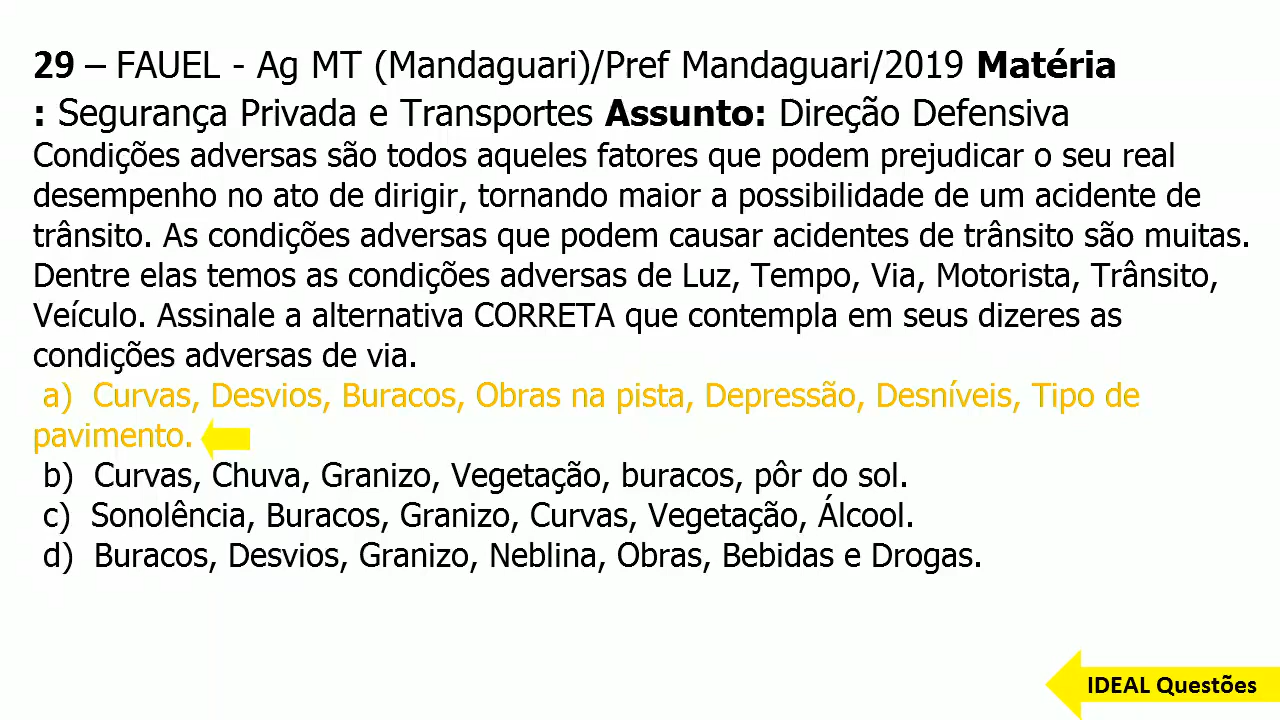 29 – FAUEL - Ag MT (Mandaguari)/Pref Mandaguari/2019 Matéria
: Segurança Privada e Transportes Assunto: Direção Defensiva
Condições adversas são todos aqueles fatores que podem prejudicar o seu real
desempenho no ato de dirigir, tornando maior a possibilidade de um acidente de
trânsito. As condições adversas que podem causar acidentes de trânsito são muitas.
Dentre elas temos as condições adversas de Luz, Tempo, Via, Motorista, Trânsito,
Veículo. Assinale a alternativa CORRETA que contempla em seus dizeres as
condições adversas de via.
a) Curvas, Desvios, Buracos, Obras na pista, Depressão, Desníveis, Tipo de
pavimento.
b) Curvas, Chuva, Granizo, Vegetação, buracos, pôr do sol.
c) Sonolência, Buracos, Granizo, Curvas, Vegetação, Álcool.
d) Buracos, Desvios, Granizo, Neblina, Obras, Bebidas e Drogas.
IDEAL Questões